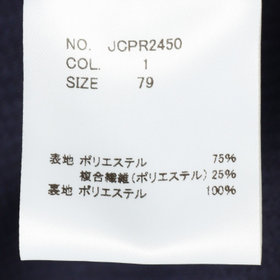 NO. JCPR2450
COL. 1
SIZE 79
表地 ポリエステル 75%
複合繊維(ポリエステル) 25%
裏地 ポリエステル 100%